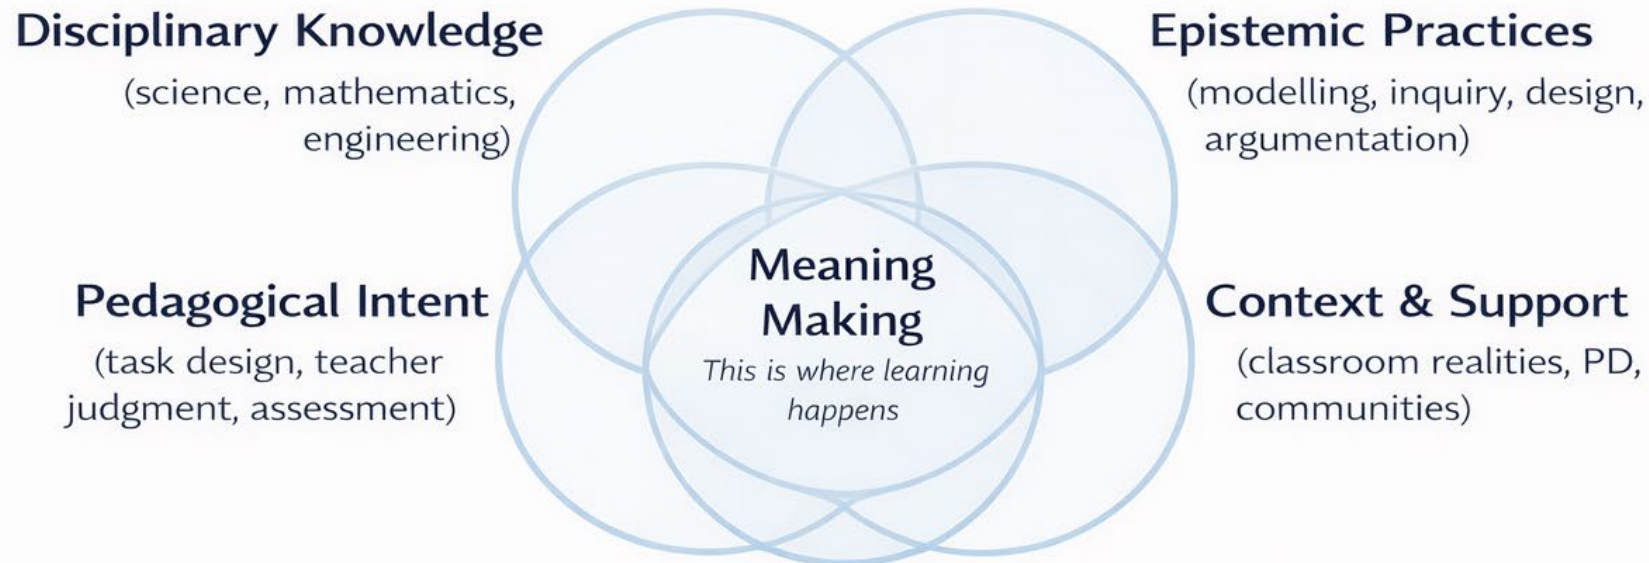 Disciplinary Knowledge
(science, mathematics,
engineering)
Epistemic Practices
(modelling, inquiry, design,
argumentation)
Pedagogical Intent
(task design, teacher
judgment, assessment)
Meaning
Making
This is where learning
happens
Context & Support
(classroom realities, PD,
communities)